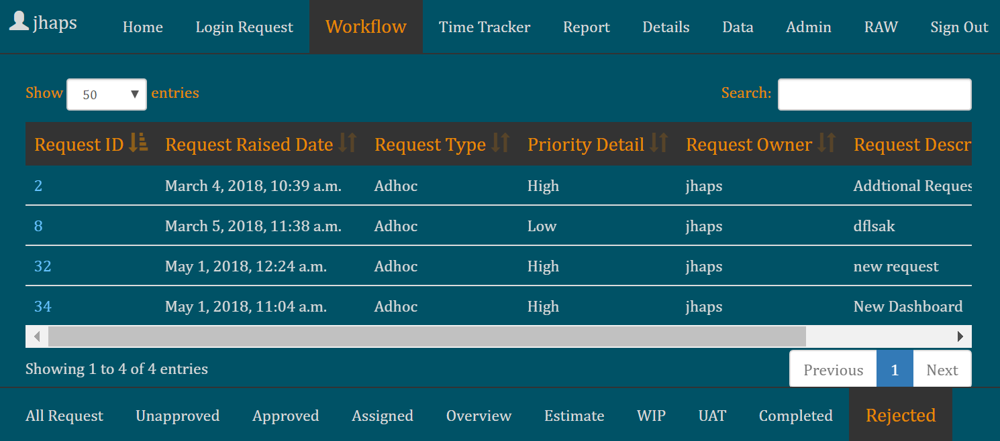 jhaps Home Login Request Workflow Time Tracker Report Details Data Admin RAW Sign Out
Show 50 entries Search:
Request ID Request Raised Date Request Type Priority Detail Request Owner Request Descr
2 March 4, 2018, 10:39 a.m. Adhoc High jhaps Addtional Reques
8 March 5, 2018, 11:38 a.m. Adhoc Low jhaps dflsak
32 May 1, 2018, 12:24 a.m. Adhoc High jhaps new request
34 May 1, 2018, 11:04 a.m. Adhoc High jhaps New Dashboard
Showing 1 to 4 of 4 entries Previous 1 Next
All Request Unapproved Approved Assigned Overview Estimate WIP UAT Completed Rejected